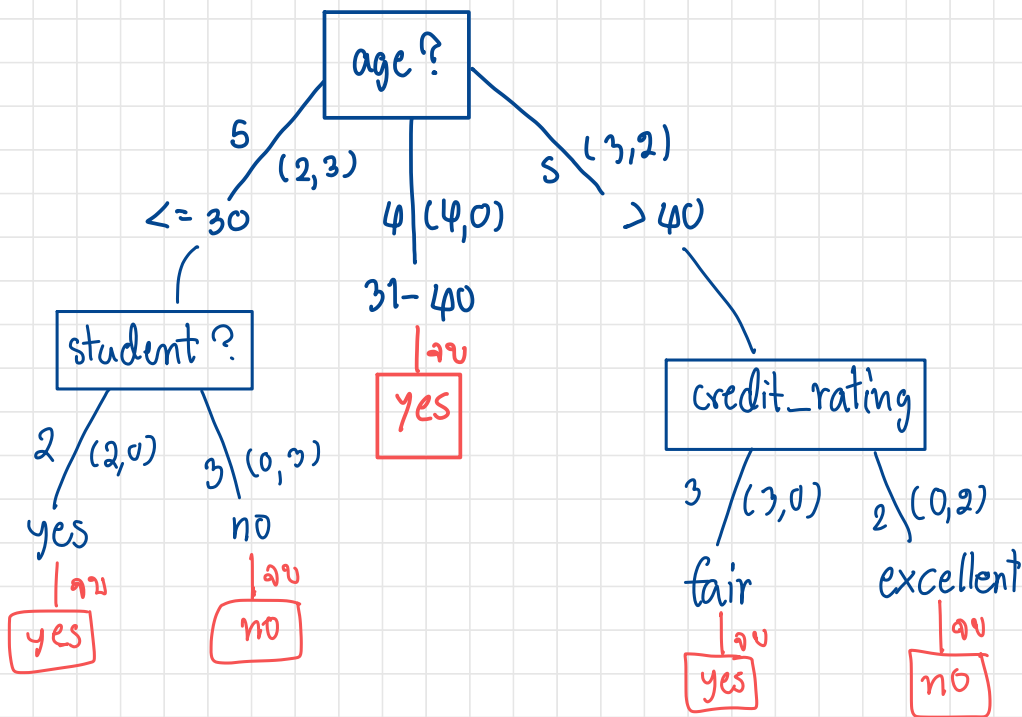 age?
5 (2,3)
4 (4,0)
5 (3,2)
<= 30
31-40
>40
student?
จบ
yes
credit_rating
2 (2,0)
3 (0,3)
3 (3,0)
2 (0,2)
yes
no
fair
excellent
จบ
จบ
จบ
จบ
yes
no
yes
no